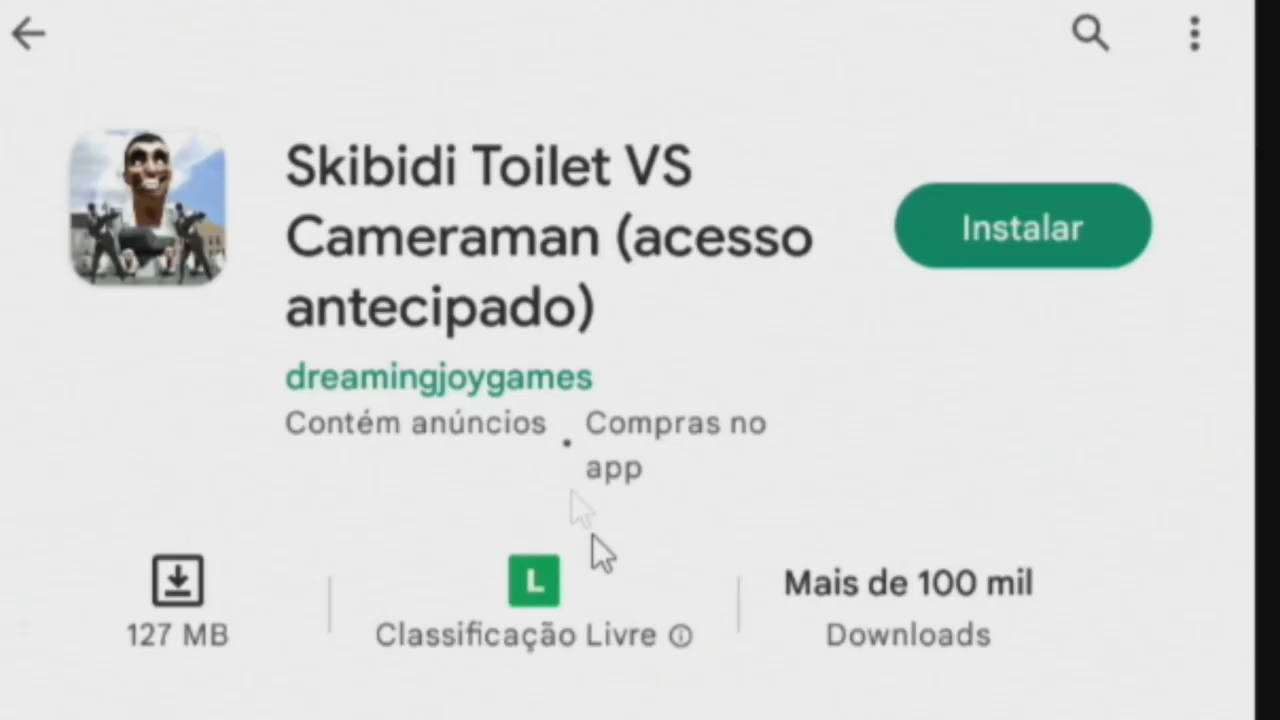 Skibidi Toilet VS
Cameraman (acesso
antecipado)
Instalar
dreamingjoygames
Contém anúncios · Compras no
app
127 MB
L
Classificação Livre
Mais de 100 mil
Downloads